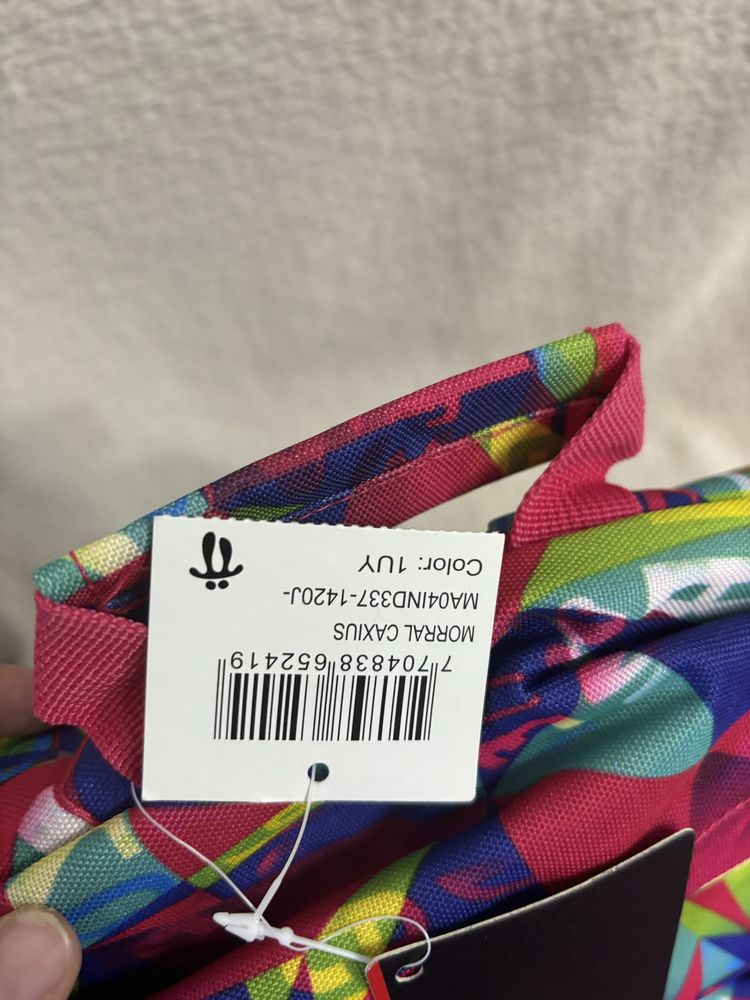 7 704838 652419
MORRAL CAXIUS
MA04IND337-1420J-
Color: 1UY